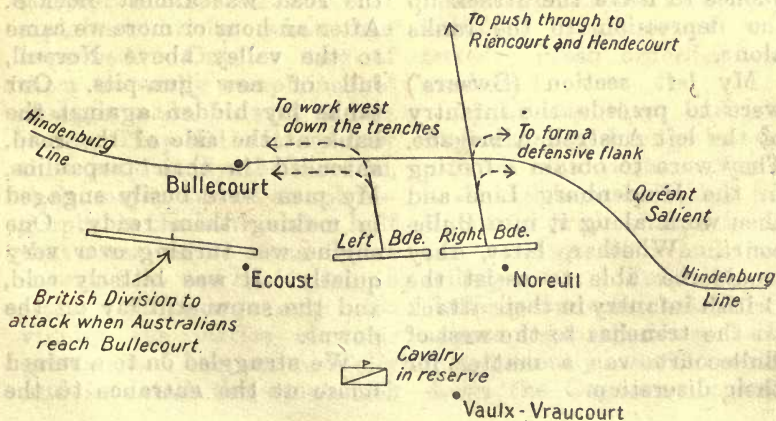 To push through to
Riencourt and Hendecourt
To work west
down the trenches
To form a
defensive flank
Hindenburg
Line
Bullecourt
Quéant
Salient
Left Bde.
Right Bde.
Hindenburg
Line
Ecoust
Noreuil
British Division to
attack when Australians
reach Bullecourt.
Cavalry
in reserve
Vaulx-Vraucourt